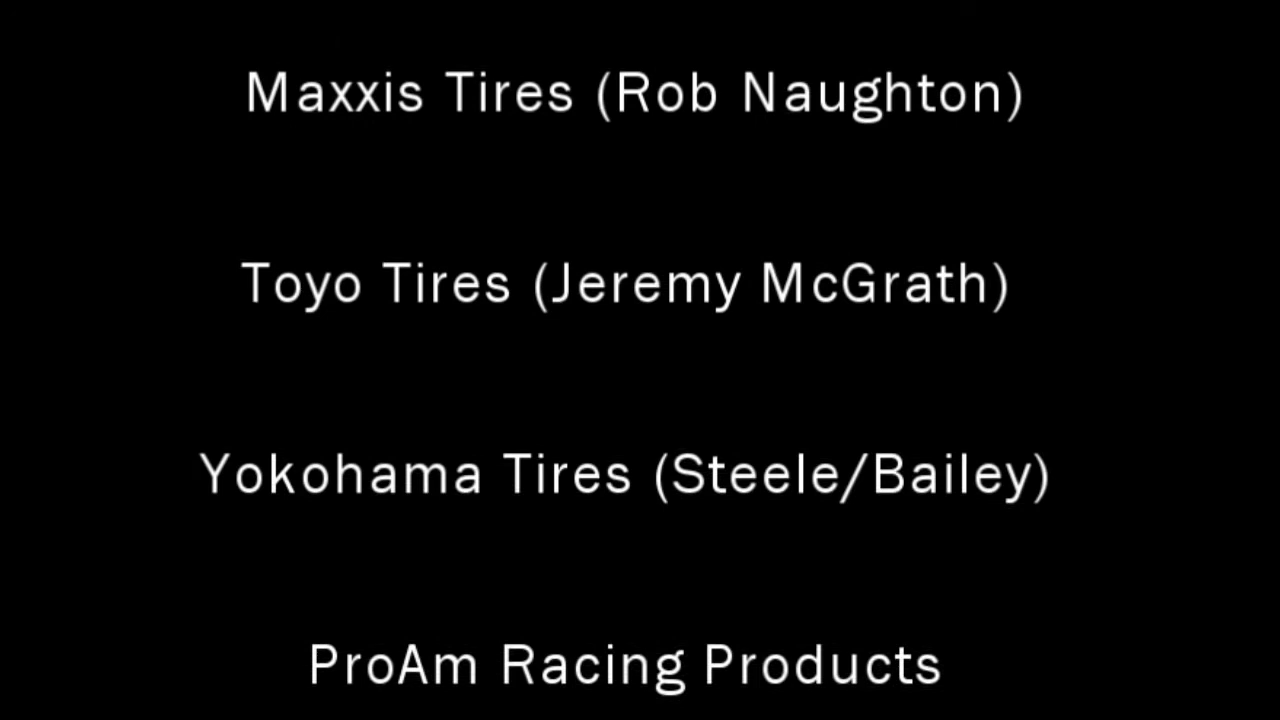 Maxxis Tires (Rob Naughton)
Toyo Tires (Jeremy McGrath)
Yokohama Tires (Steele/Bailey)
ProAm Racing Products